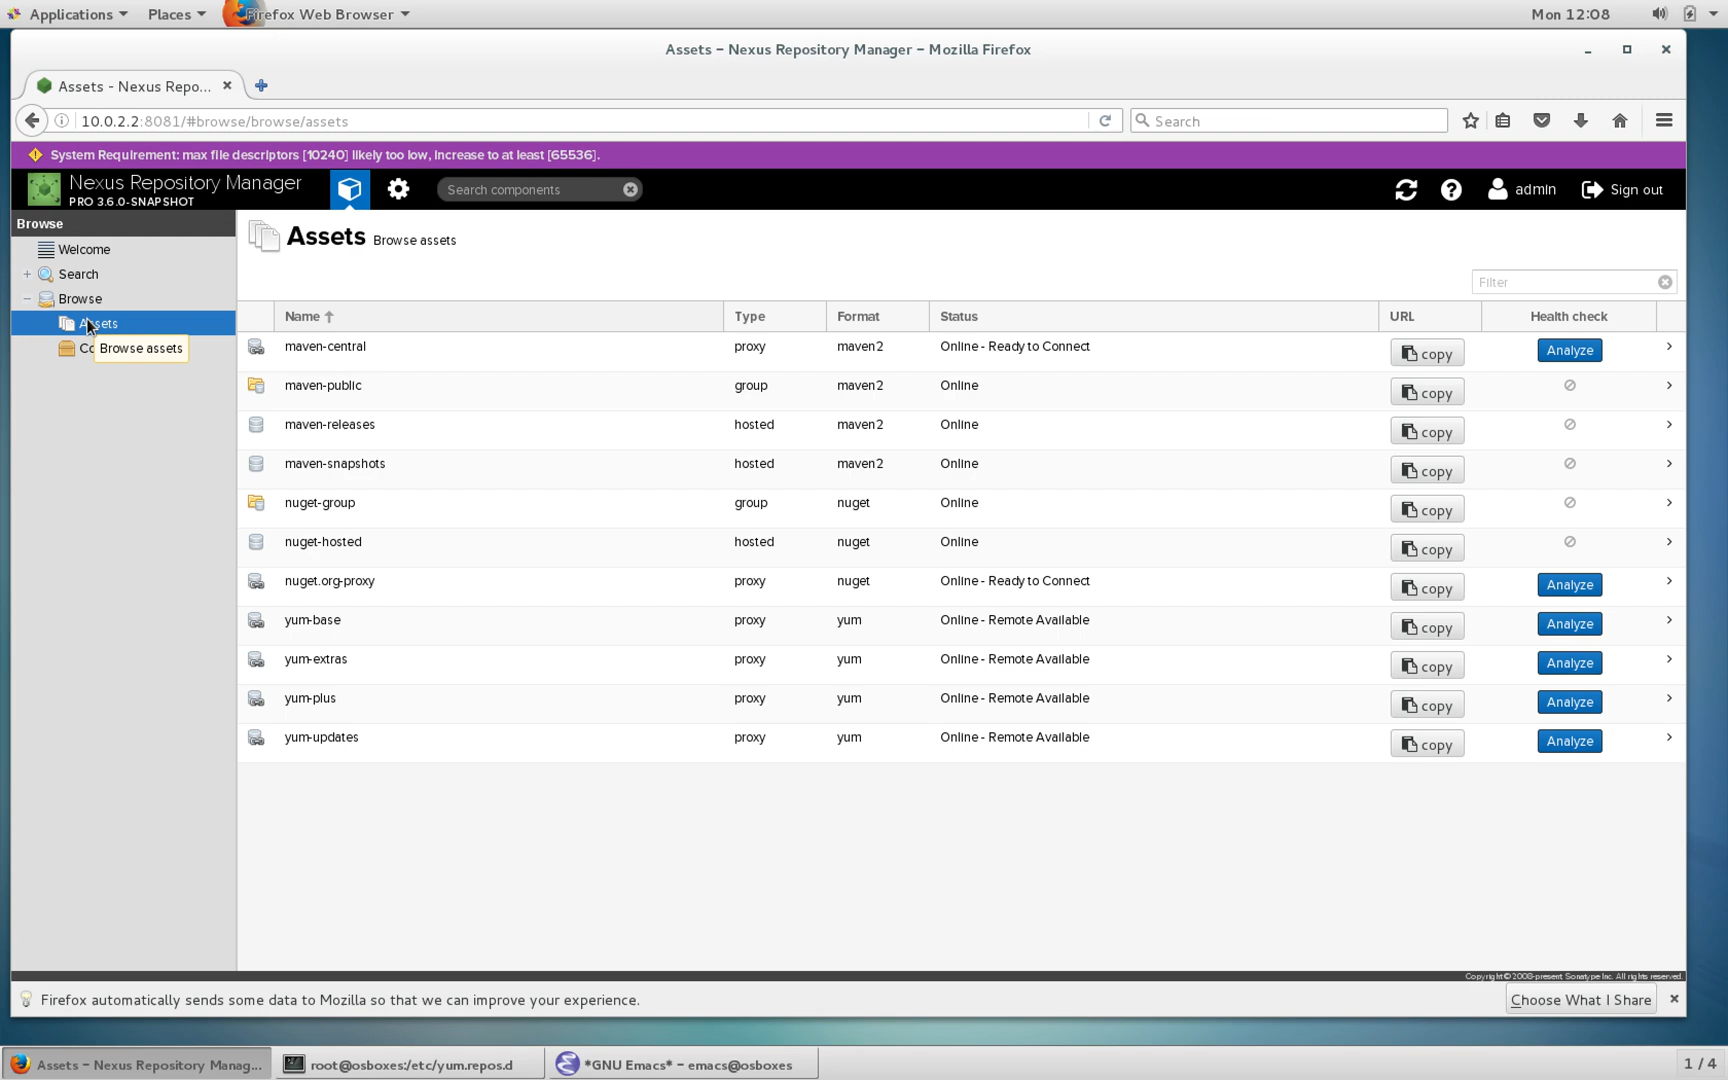 Applications Places Firefox Web Browser Mon 12:08
Assets – Nexus Repository Manager – Mozilla Firefox
Assets - Nexus Repo...
10.0.2.2:8081/#browse/browse/assets Search
System Requirement: max file descriptors [10240] likely too low, increase to at least [65536].
Nexus Repository Manager
PRO 3.6.0-SNAPSHOT
Search components
admin Sign out
Browse
Welcome
Search
Browse
Assets
Co
Browse assets
Assets Browse assets
Filter
Name Type Format Status URL Health check
maven-central proxy maven2 Online - Ready to Connect copy Analyze
maven-public group maven2 Online copy
maven-releases hosted maven2 Online copy
maven-snapshots hosted maven2 Online copy
nuget-group group nuget Online copy
nuget-hosted hosted nuget Online copy
nuget.org-proxy proxy nuget Online - Ready to Connect copy Analyze
yum-base proxy yum Online - Remote Available copy Analyze
yum-extras proxy yum Online - Remote Available copy Analyze
yum-plus proxy yum Online - Remote Available copy Analyze
yum-updates proxy yum Online - Remote Available copy Analyze
Copyright © 2008-present Sonatype Inc. All rights reserved.
Firefox automatically sends some data to Mozilla so that we can improve your experience. Choose What I Share
Assets – Nexus Repository Manag... root@osboxes:/etc/yum.repos.d *GNU Emacs* – emacs@osboxes 1 / 4